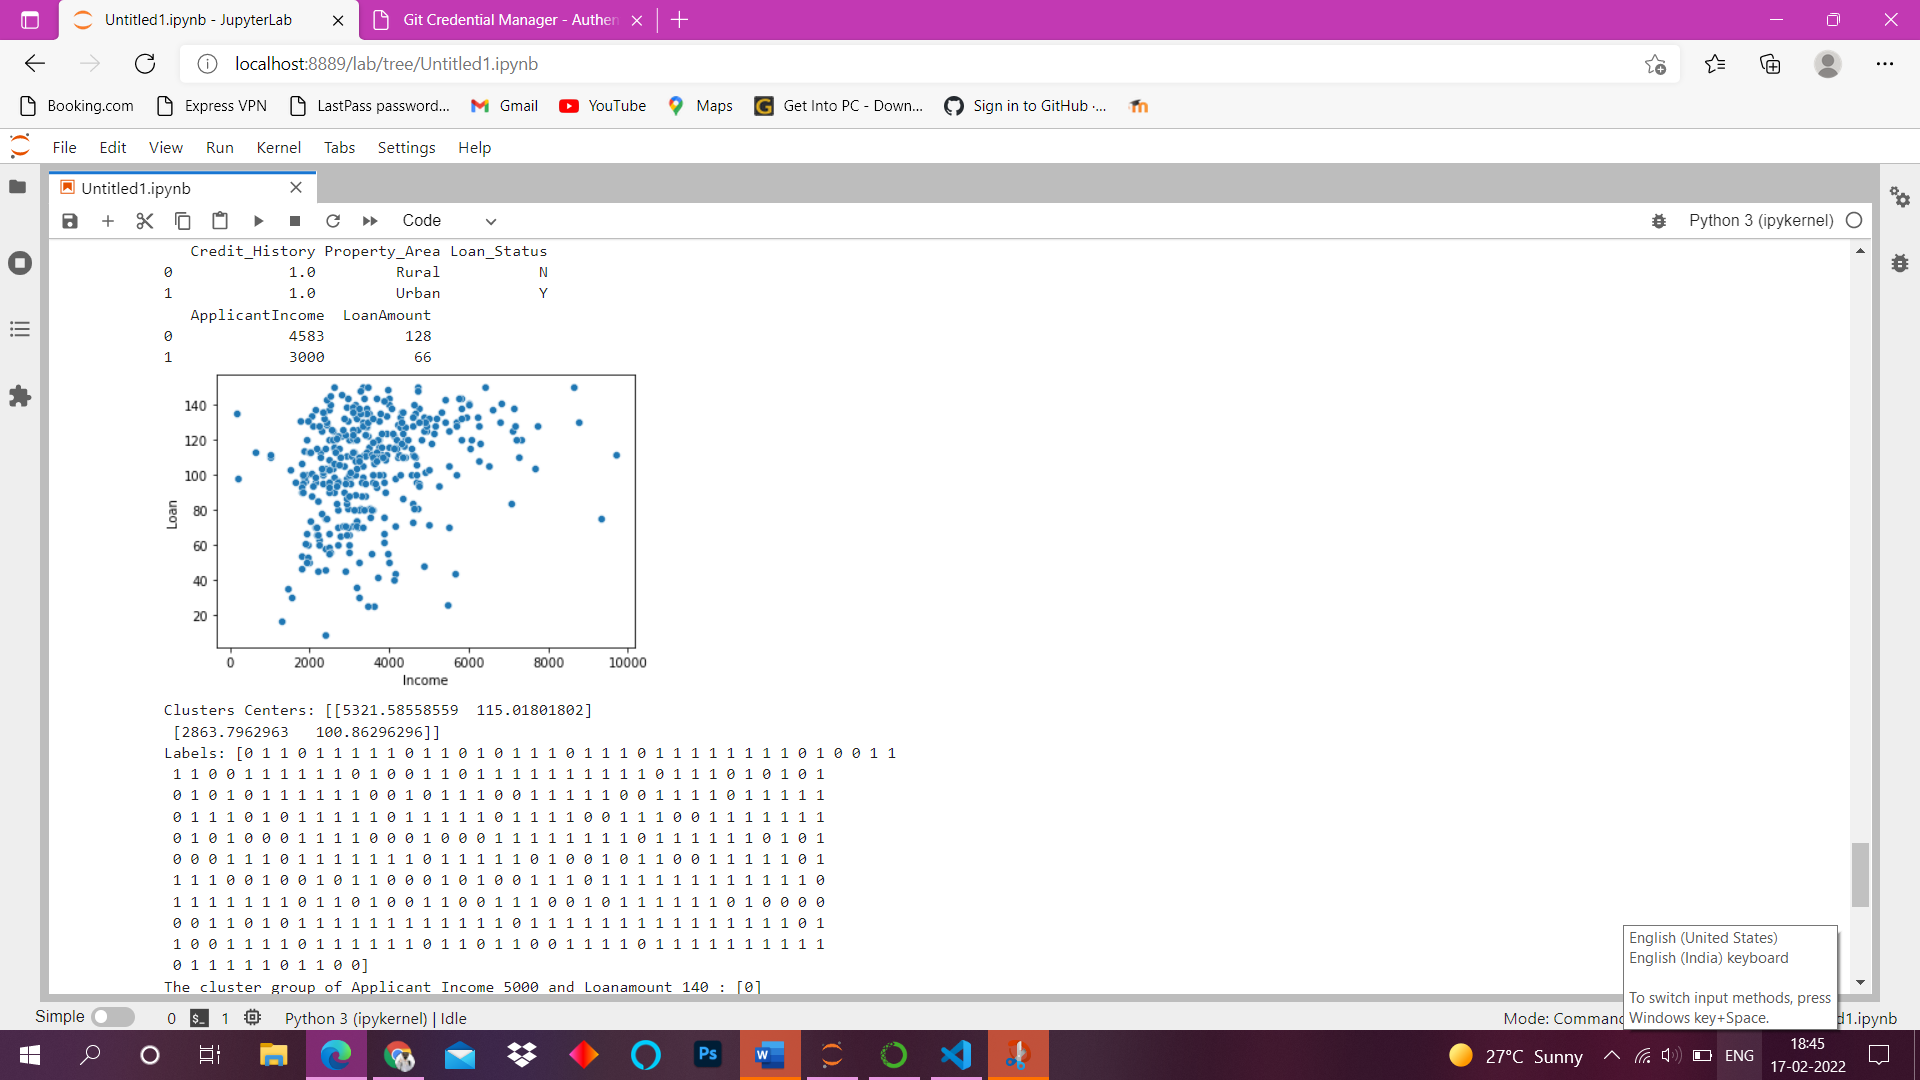 Untitled1.ipynb - JupyterLab
Git Credential Manager - Authen
localhost:8889/lab/tree/Untitled1.ipynb
Booking.com Express VPN LastPass password... Gmail YouTube Maps Get Into PC - Down... Sign in to GitHub ·...
File Edit View Run Kernel Tabs Settings Help
Untitled1.ipynb
Code Python 3 (ipykernel)
Credit_History Property_Area Loan_Status
0 1.0 Rural N
1 1.0 Urban Y
ApplicantIncome LoanAmount
0 4583 128
1 3000 66
140
120
100
80
60
40
20
Loan
0 2000 4000 6000 8000 10000
Income
Clusters Centers: [[5321.58558559 115.01801802]
[2863.7962963 100.86296296]]
Labels: [0 1 1 0 1 1 1 1 1 0 1 1 0 1 0 1 1 1 0 1 1 1 0 1 1 1 1 1 1 1 1 0 1 0 0 1 1
1 1 0 0 1 1 1 1 1 1 0 1 0 0 1 1 0 1 1 1 1 1 1 1 1 1 1 0 1 1 1 0 1 0 1 0 1
0 1 0 1 0 1 1 1 1 1 1 0 0 1 0 1 1 1 0 0 1 1 1 1 1 0 0 1 1 1 1 0 1 1 1 1 1
0 1 1 1 0 1 0 1 1 1 1 1 0 1 1 1 1 1 0 1 1 1 1 0 0 1 1 1 0 0 1 1 1 1 1 1 1
0 1 0 1 0 0 0 1 1 1 1 0 0 0 1 0 0 0 1 1 1 1 1 1 1 1 0 1 1 1 1 1 1 0 1 0 1
0 0 0 1 1 1 0 1 1 1 1 1 1 1 0 1 1 1 1 1 0 1 0 0 1 0 1 1 0 0 1 1 1 1 1 0 1
1 1 1 0 0 1 0 0 1 0 1 1 0 0 0 1 0 1 0 0 1 1 1 0 1 1 1 1 1 1 1 1 1 1 1 1 0
1 1 1 1 1 1 1 0 1 1 0 1 0 0 1 1 0 0 1 1 1 0 0 1 0 1 1 1 1 1 1 0 1 0 0 0 0
0 0 1 1 0 1 0 1 1 1 1 1 1 1 1 1 1 1 1 0 1 1 1 1 1 1 1 1 1 1 1 1 1 1 1 0 1
1 0 0 1 1 1 1 0 1 1 1 1 1 1 0 1 1 0 1 1 0 0 1 1 1 1 0 1 1 1 1 1 1 1 1 1 1
0 1 1 1 1 1 0 1 1 0 0]
The cluster group of Applicant Income 5000 and Loanamount 140 : [0]
English (United States)
English (India) keyboard
To switch input methods, press
Windows key+Space.
Simple 0 1 Python 3 (ipykernel) | Idle Mode: Comman d1.ipynb
27°C Sunny ENG 18:45
17-02-2022